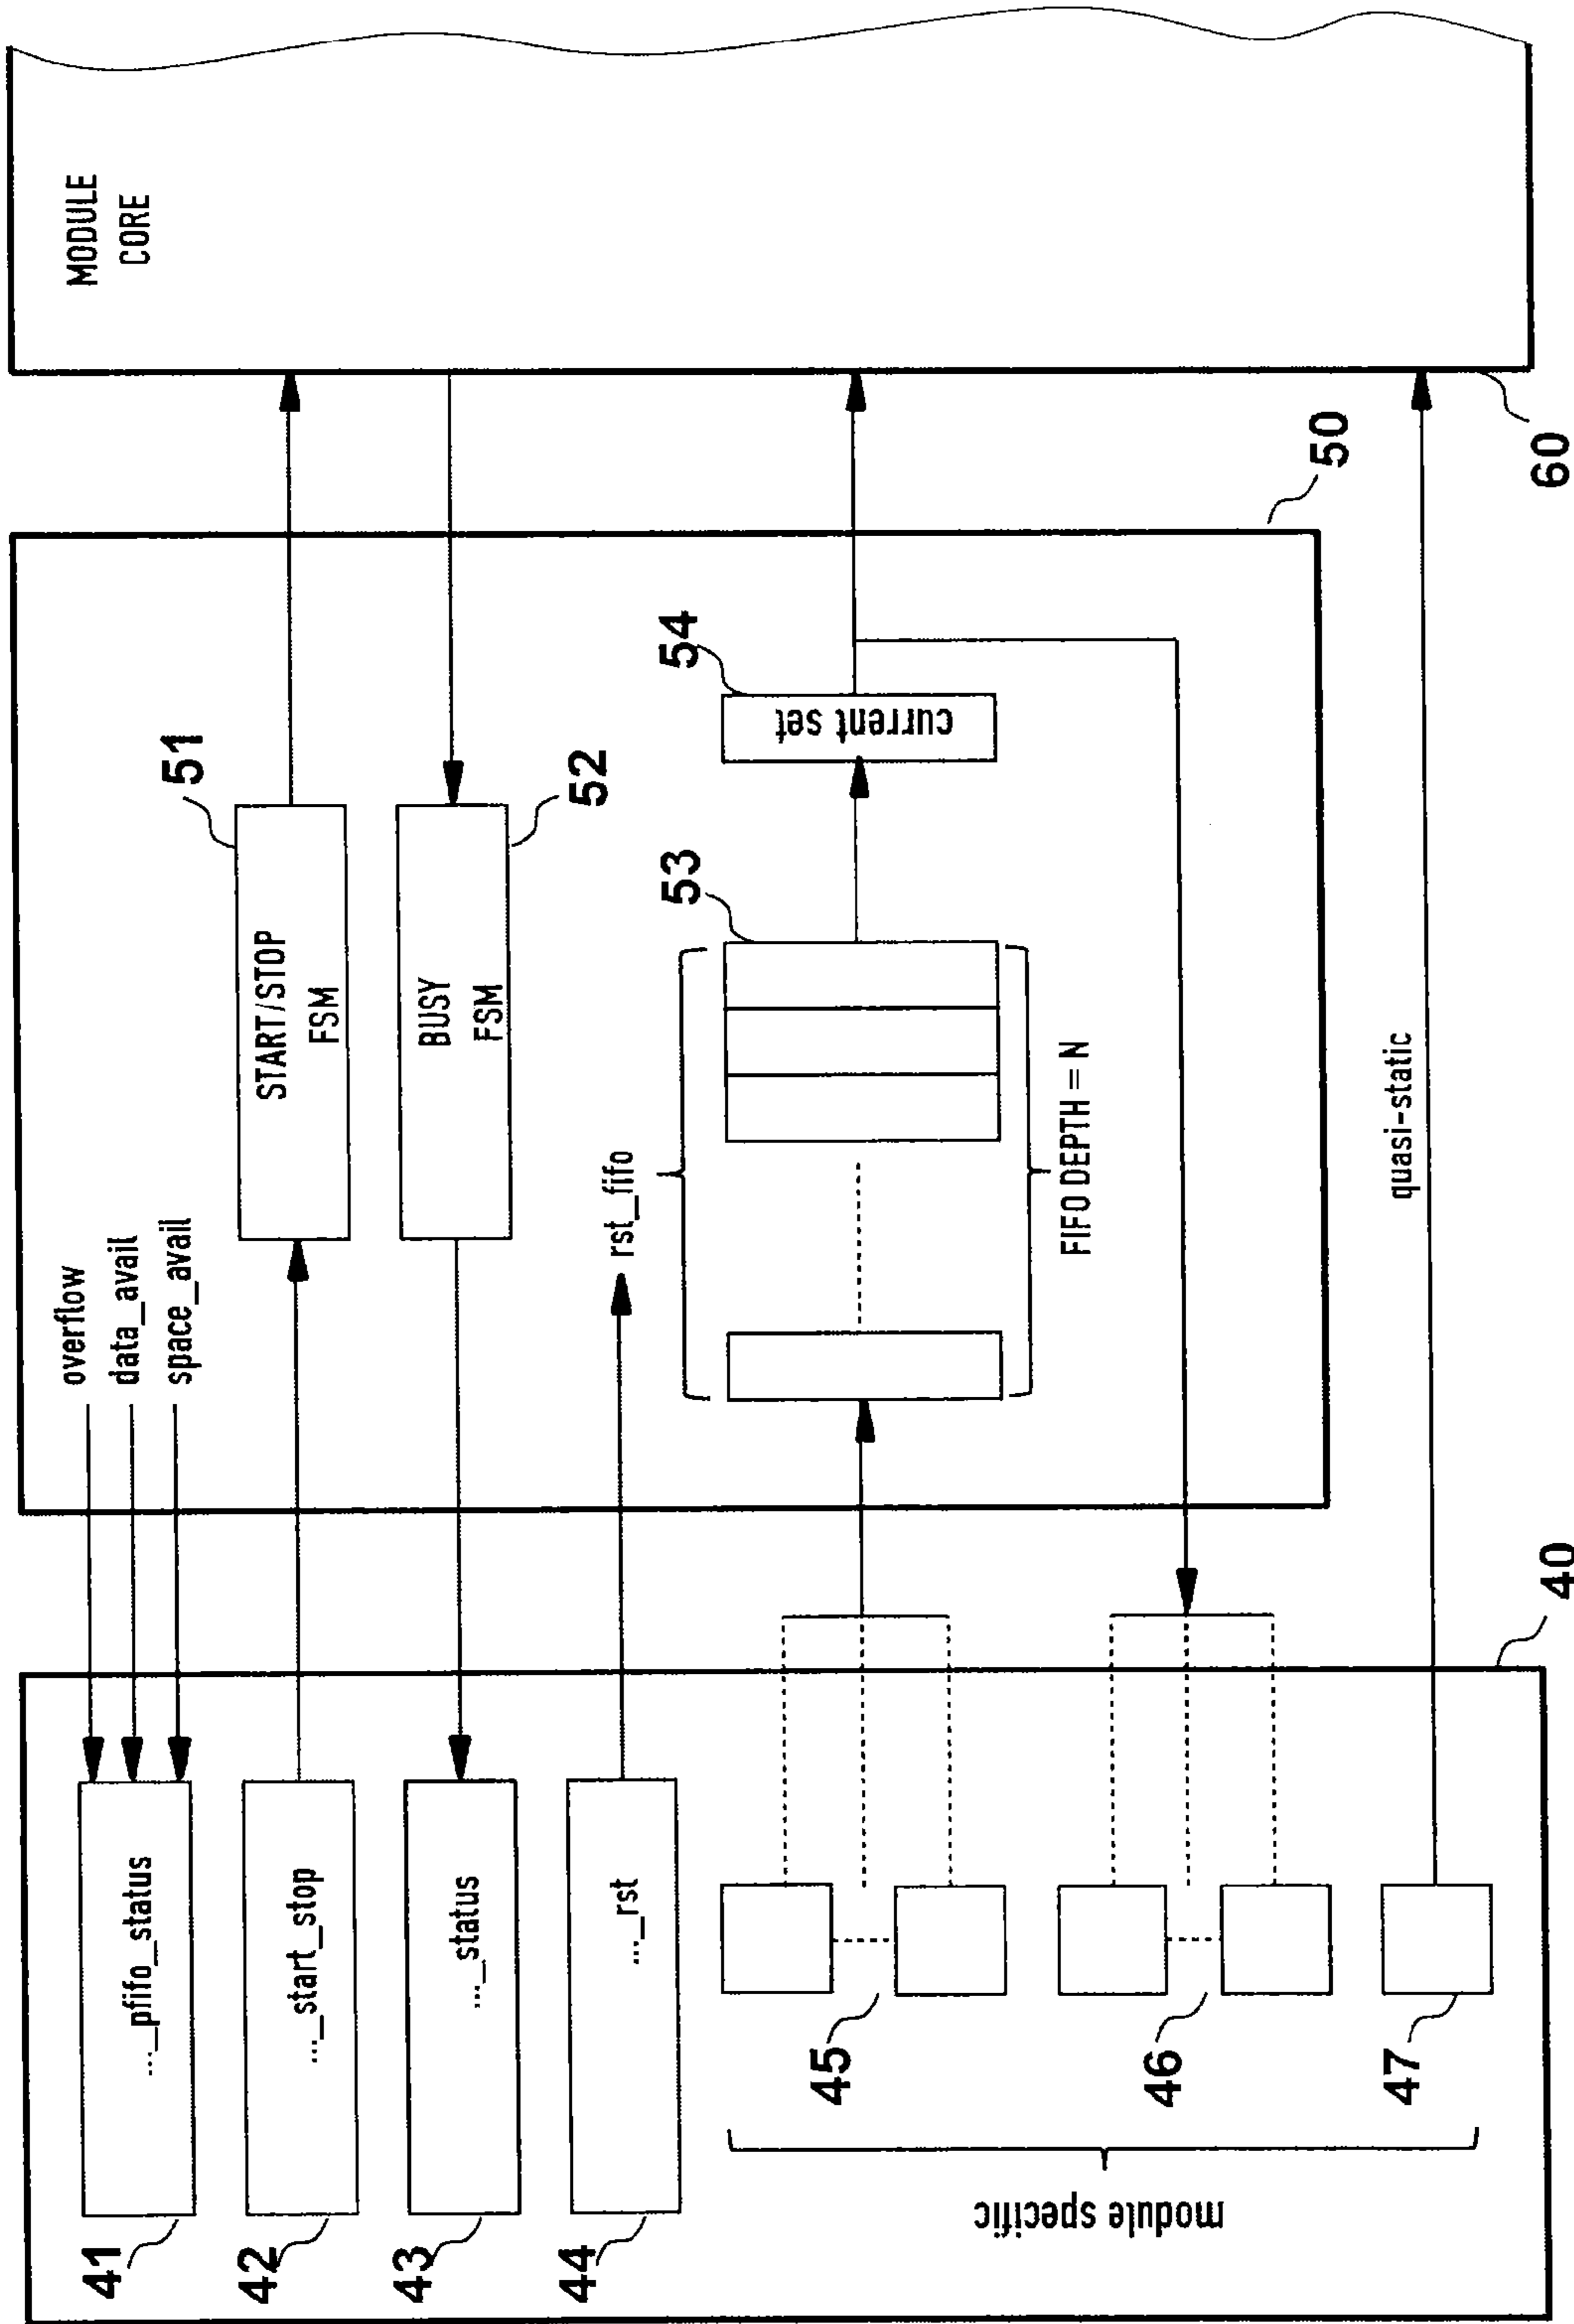 overflow
data_avail
space_avail
MODULE
CORE
..._pfifo_status
41
START/STOP
FSM
51
..._start_stop
42
BUSY
FSM
52
..._status
43
..._rst
44
rst_fifo
53
54
current set
FIFO DEPTH = N
45
46
47
module specific
quasi-static
40
50
60